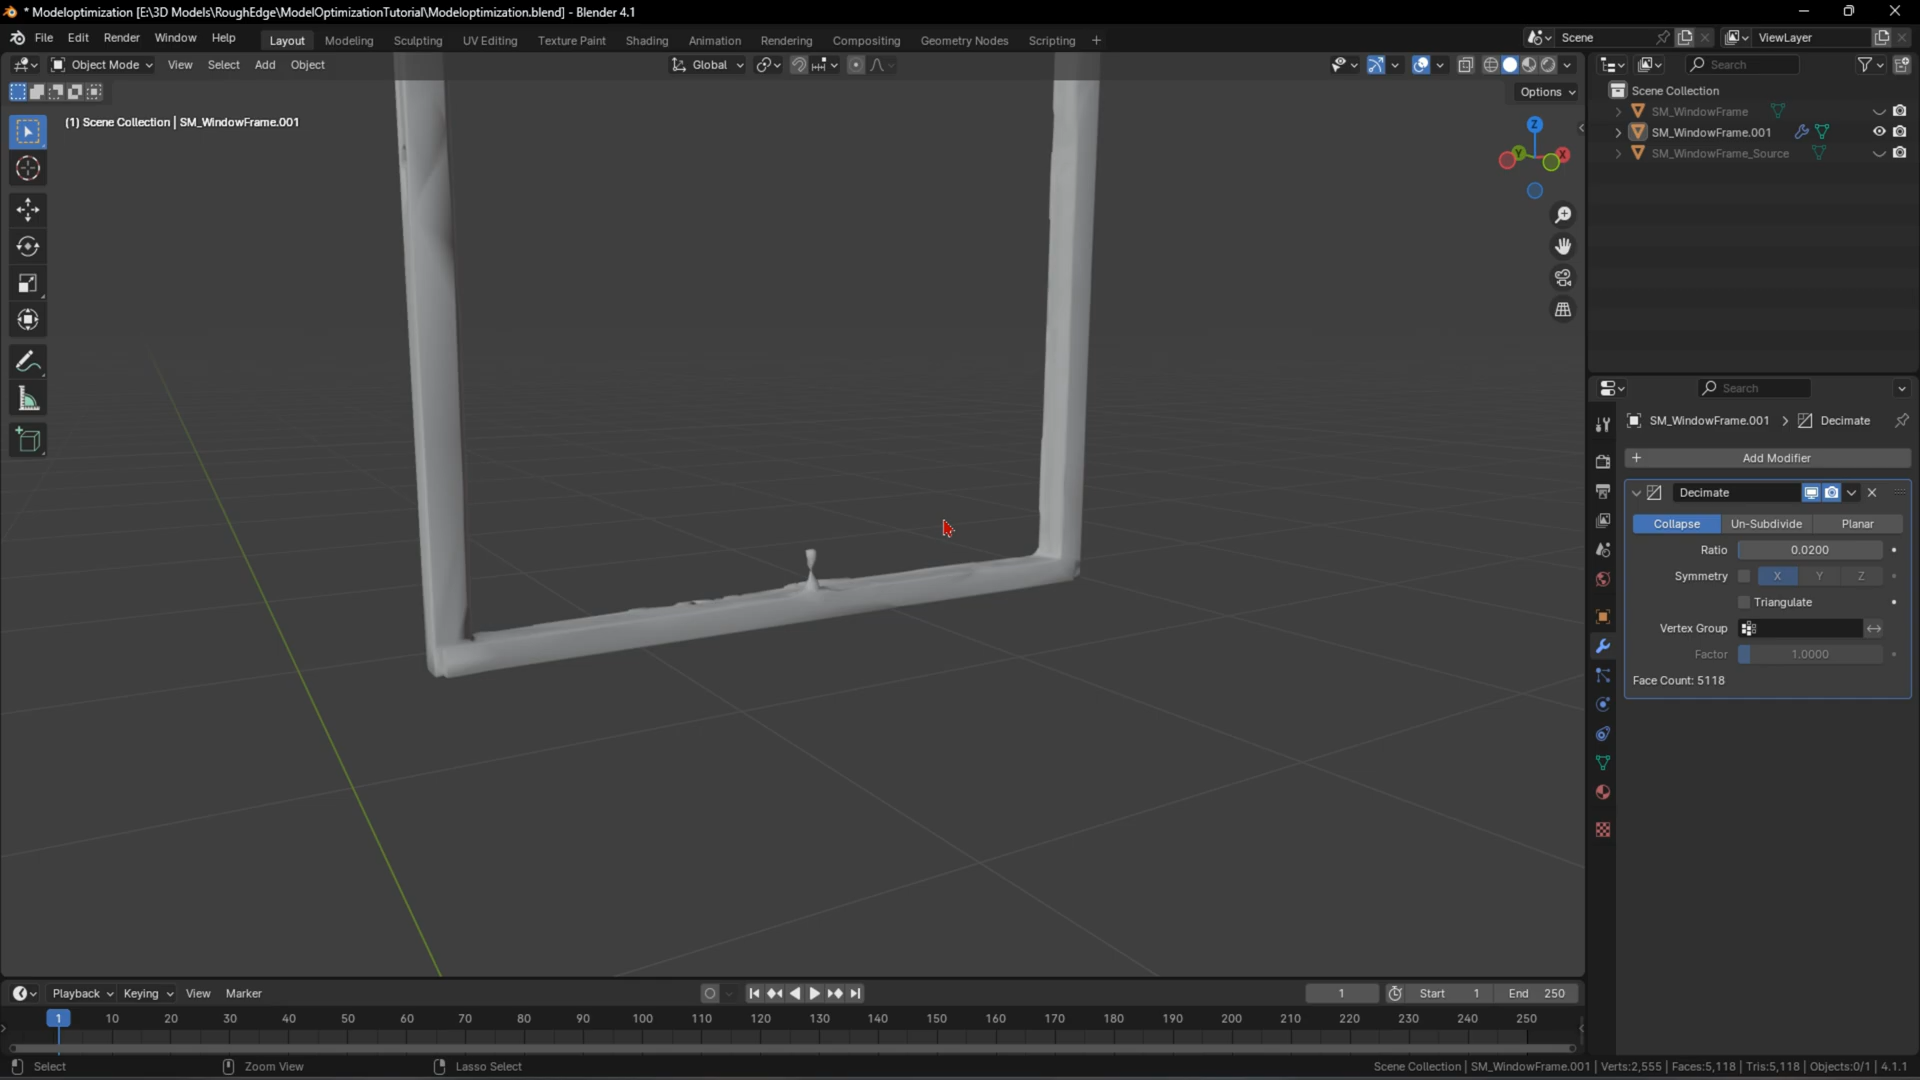 * Modeloptimization [E:\3D Models\RoughEdge\ModelOptimizationTutorial\Modeloptimization.blend] - Blender 4.1
File Edit Render Window Help Layout Modeling Sculpting UV Editing Texture Paint Shading Animation Rendering Compositing Geometry Nodes Scripting + Scene ViewLayer
Object Mode View Select Add Object Global Search
Options
Scene Collection
(1) Scene Collection | SM_WindowFrame.001
SM_WindowFrame
SM_WindowFrame.001
SM_WindowFrame_Source
Z
Y X
Search
SM_WindowFrame.001 > Decimate
+ Add Modifier
Decimate
Collapse Un-Subdivide Planar
Ratio 0.0200
Symmetry X Y Z
Triangulate
Vertex Group
Factor 1.0000
Face Count: 5118
Playback Keying View Marker 1 Start 1 End 250
1 10 20 30 40 50 60 70 80 90 100 110 120 130 140 150 160 170 180 190 200 210 220 230 240 250
Select Zoom View Lasso Select Scene Collection | SM_WindowFrame.001 | Verts:2,555 | Faces:5,118 | Tris:5,118 | Objects:0/1 | 4.1.1